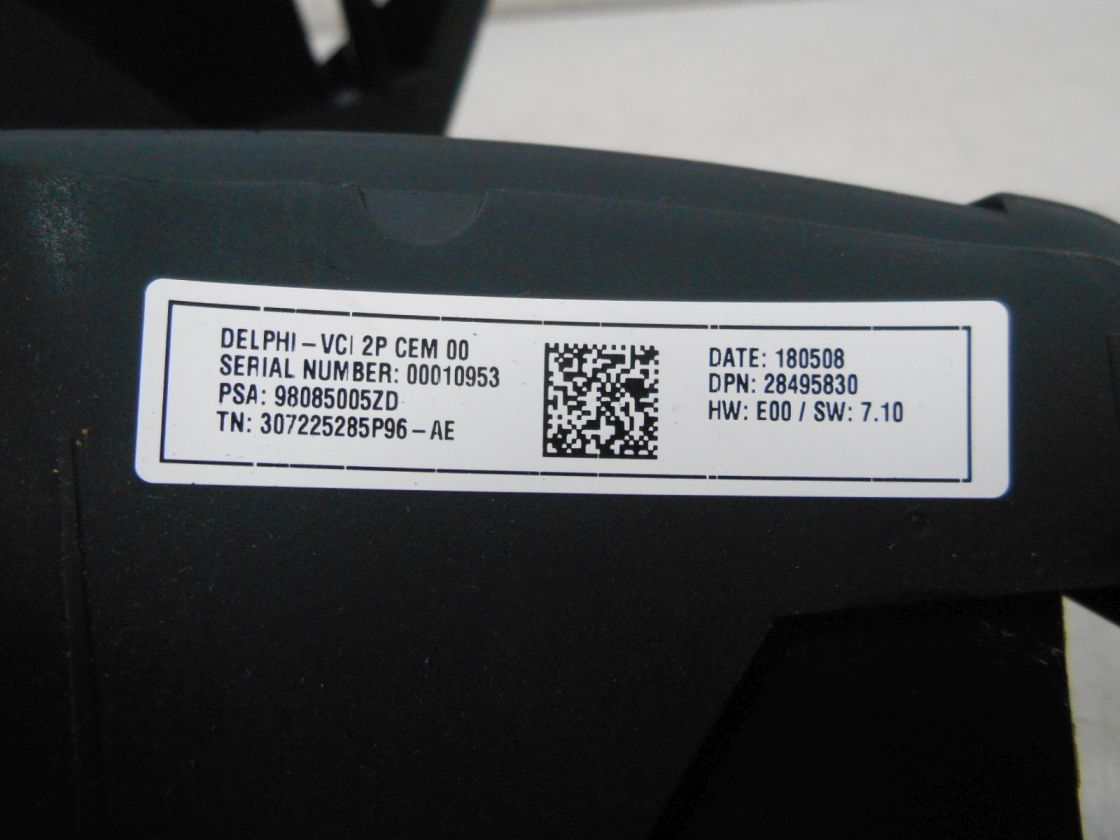 DELPHI-VCI 2P CEM 00
SERIAL NUMBER: 00010953
PSA: 98085005ZD
TN: 307225285P96-AE
DATE: 180508
DPN: 28495830
HW: E00 / SW: 7.10